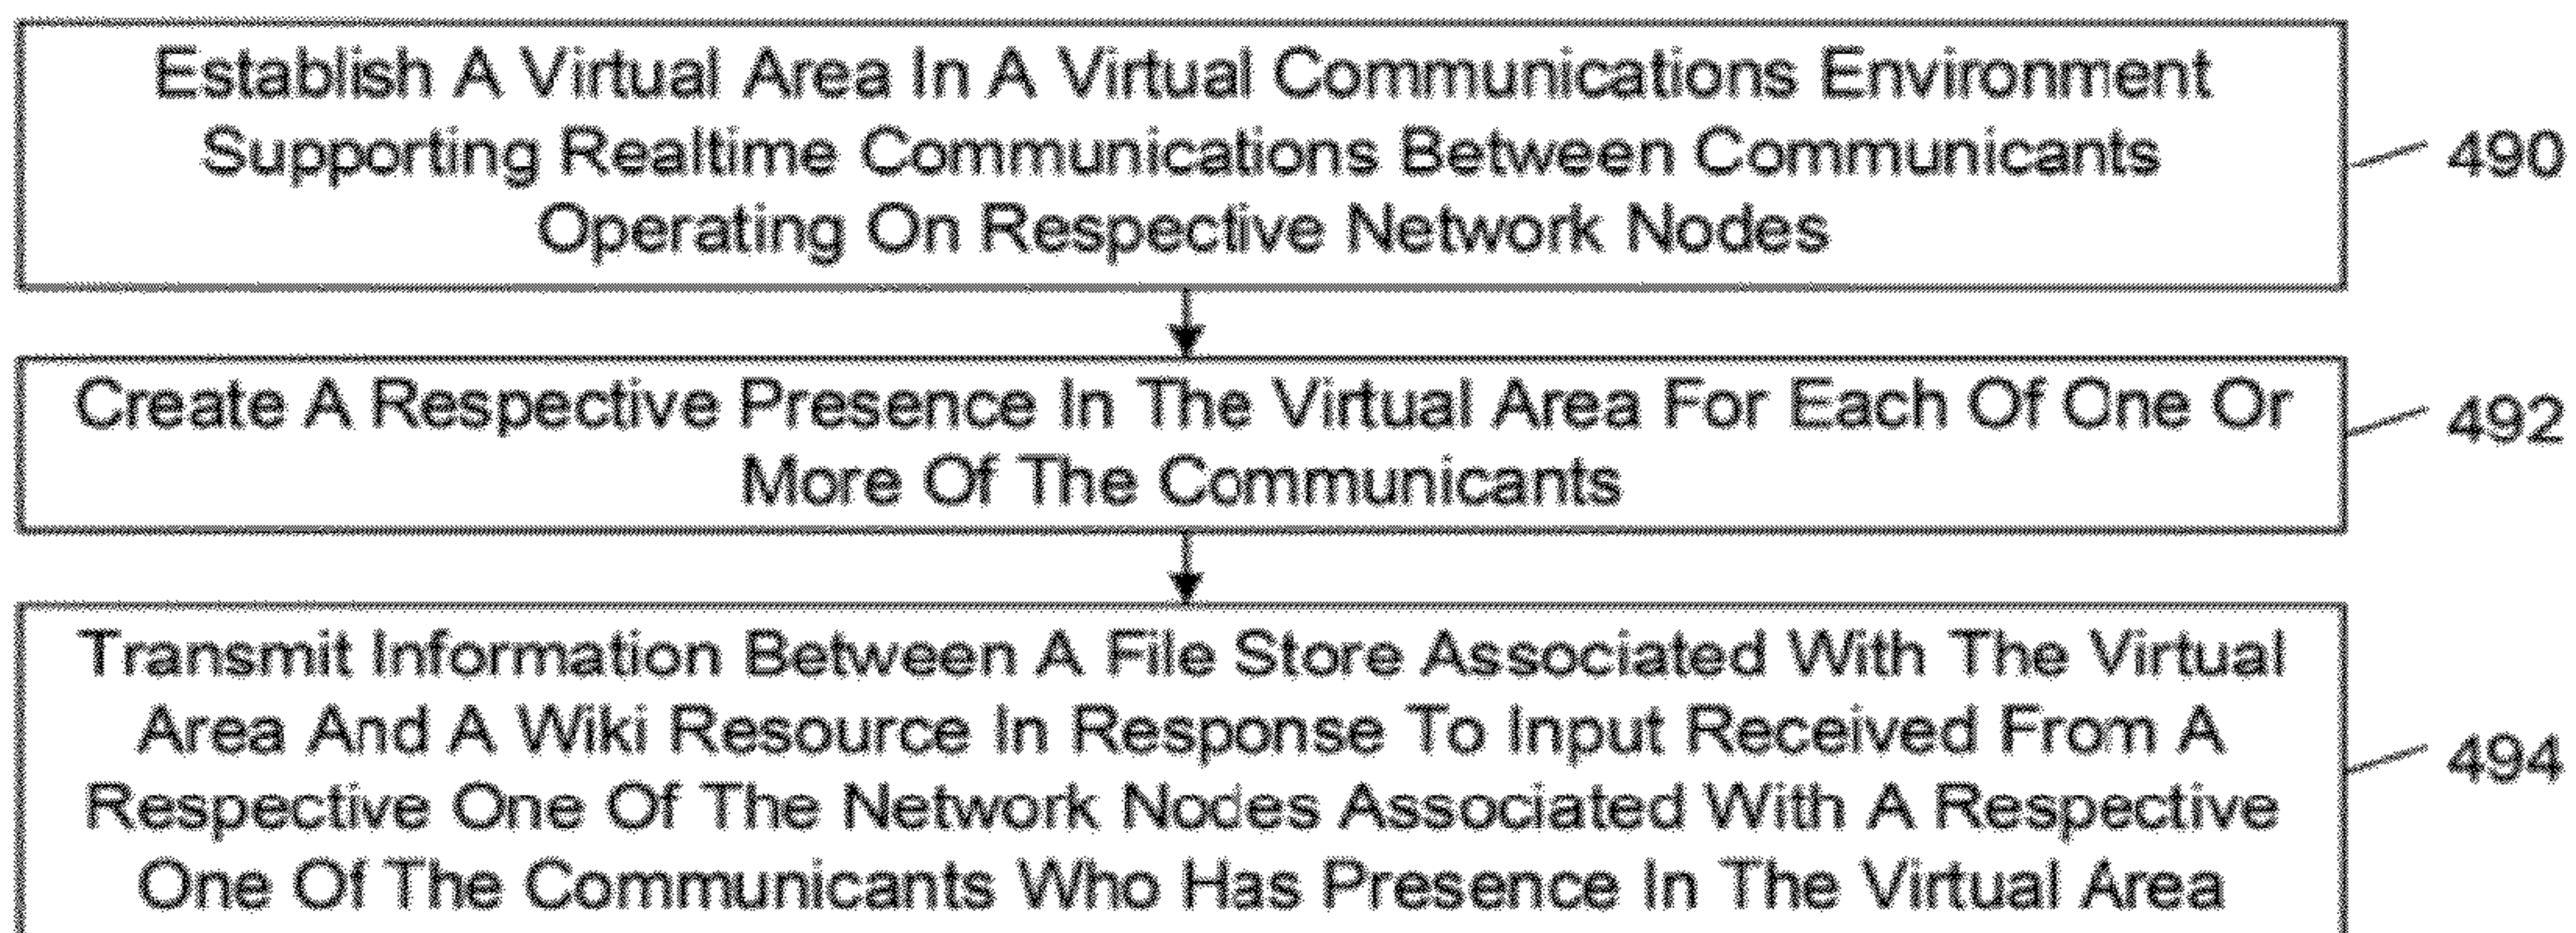 Establish A Virtual Area In A Virtual Communications Environment
Supporting Realtime Communications Between Communicants
Operating On Respective Network Nodes
490
Create A Respective Presence In The Virtual Area For Each Of One Or
More Of The Communicants
492
Transmit Information Between A File Store Associated With The Virtual
Area And A Wiki Resource In Response To Input Received From A
Respective One Of The Network Nodes Associated With A Respective
One Of The Communicants Who Has Presence In The Virtual Area
494